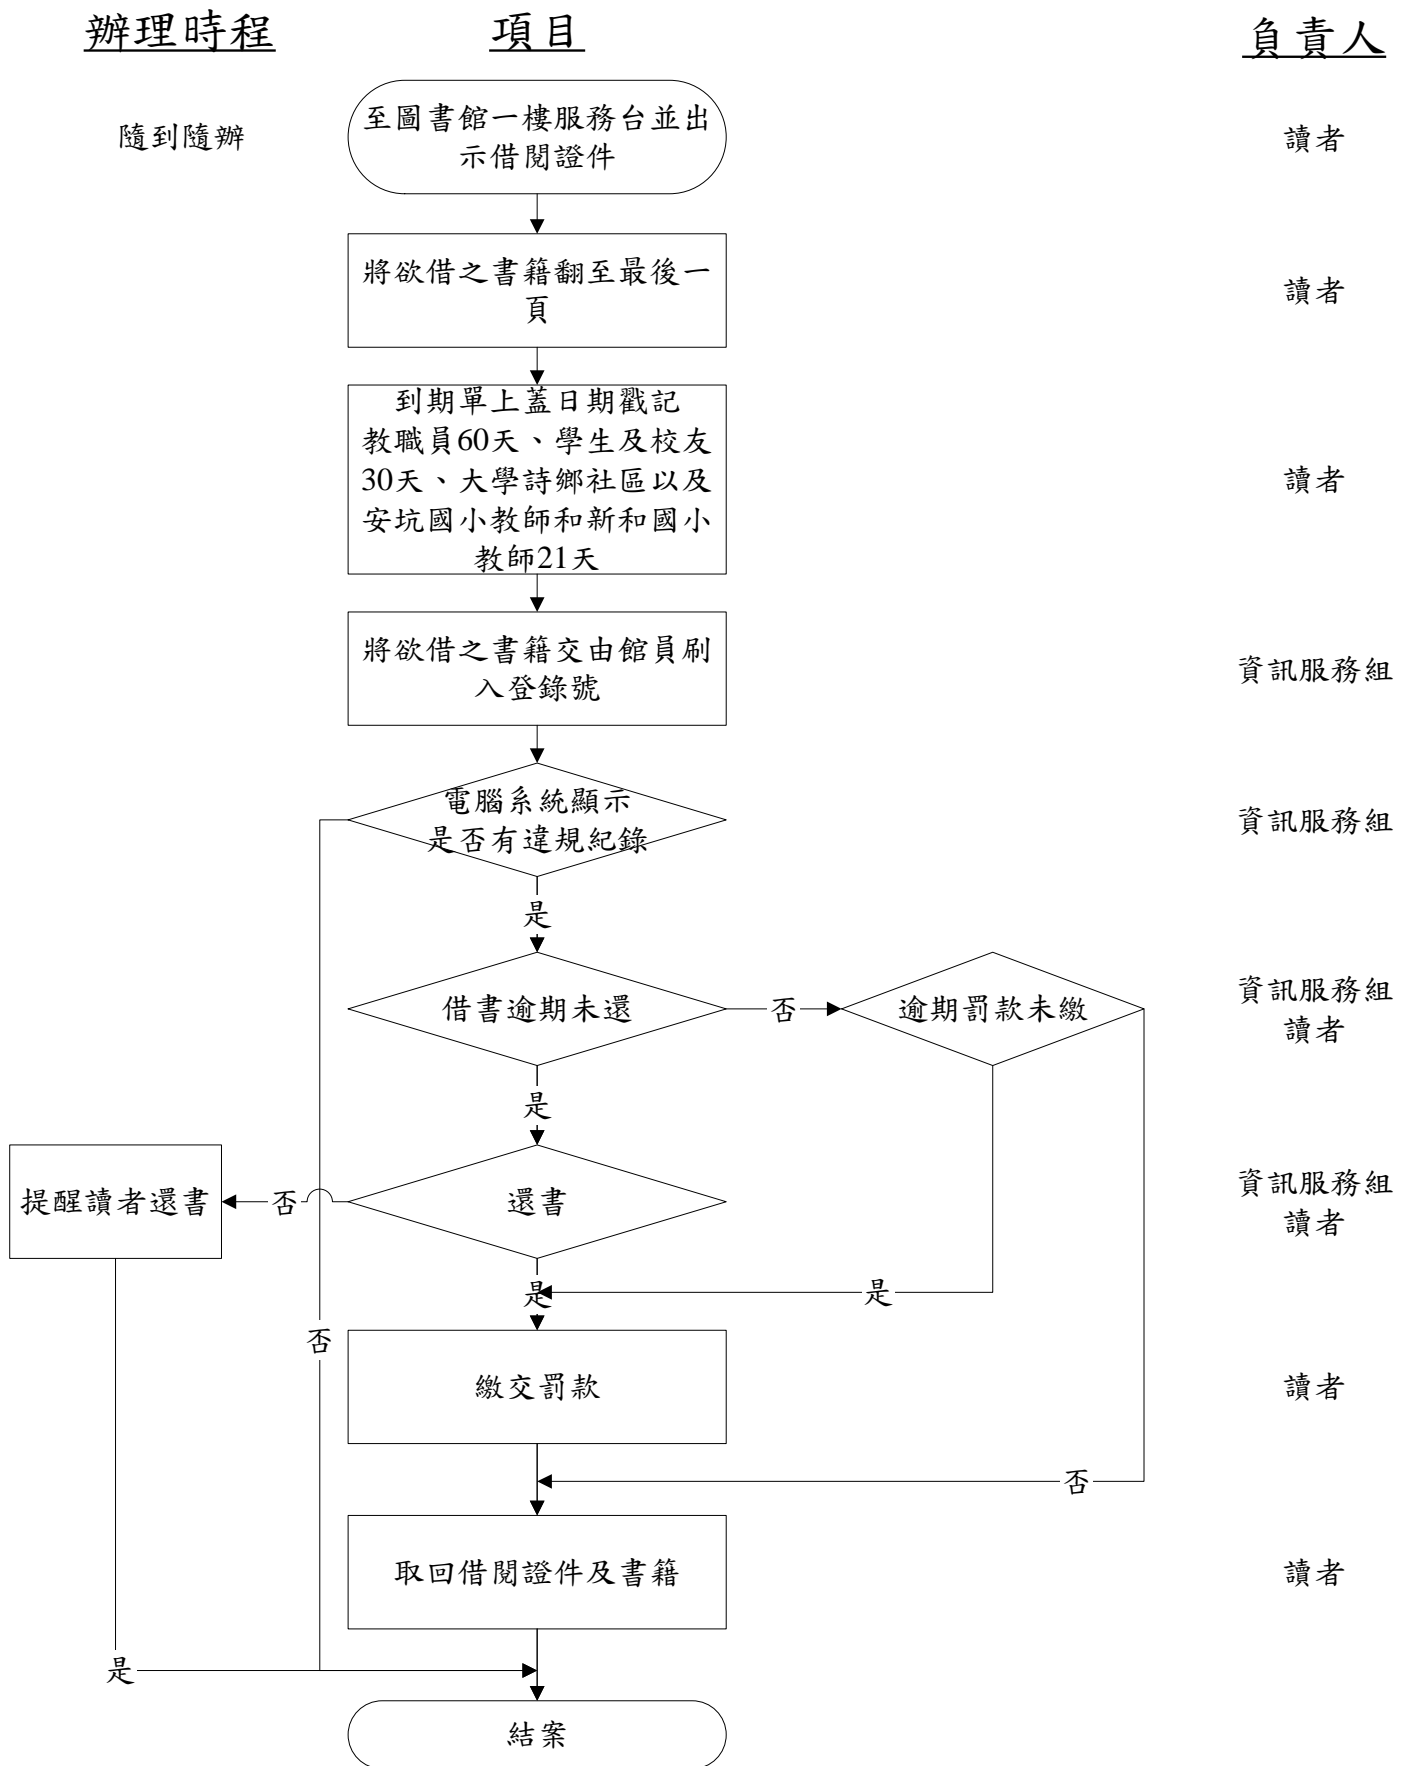 辦理時程
項目
負責人
隨到隨辦
至圖書館一樓服務台並出
示借閱證件
讀者
將欲借之書籍翻至最後一
頁
讀者
到期單上蓋日期戳記
教職員60天、學生及校友
30天、大學詩鄉社區以及
安坑國小教師和新和國小
教師21天
讀者
將欲借之書籍交由館員刷
入登錄號
資訊服務組
電腦系統顯示
是否有違規紀錄
資訊服務組
是
借書逾期未還
否
逾期罰款未繳
資訊服務組
讀者
是
提醒讀者還書
否
還書
資訊服務組
讀者
是
是
否
繳交罰款
讀者
否
取回借閱證件及書籍
讀者
是
結案